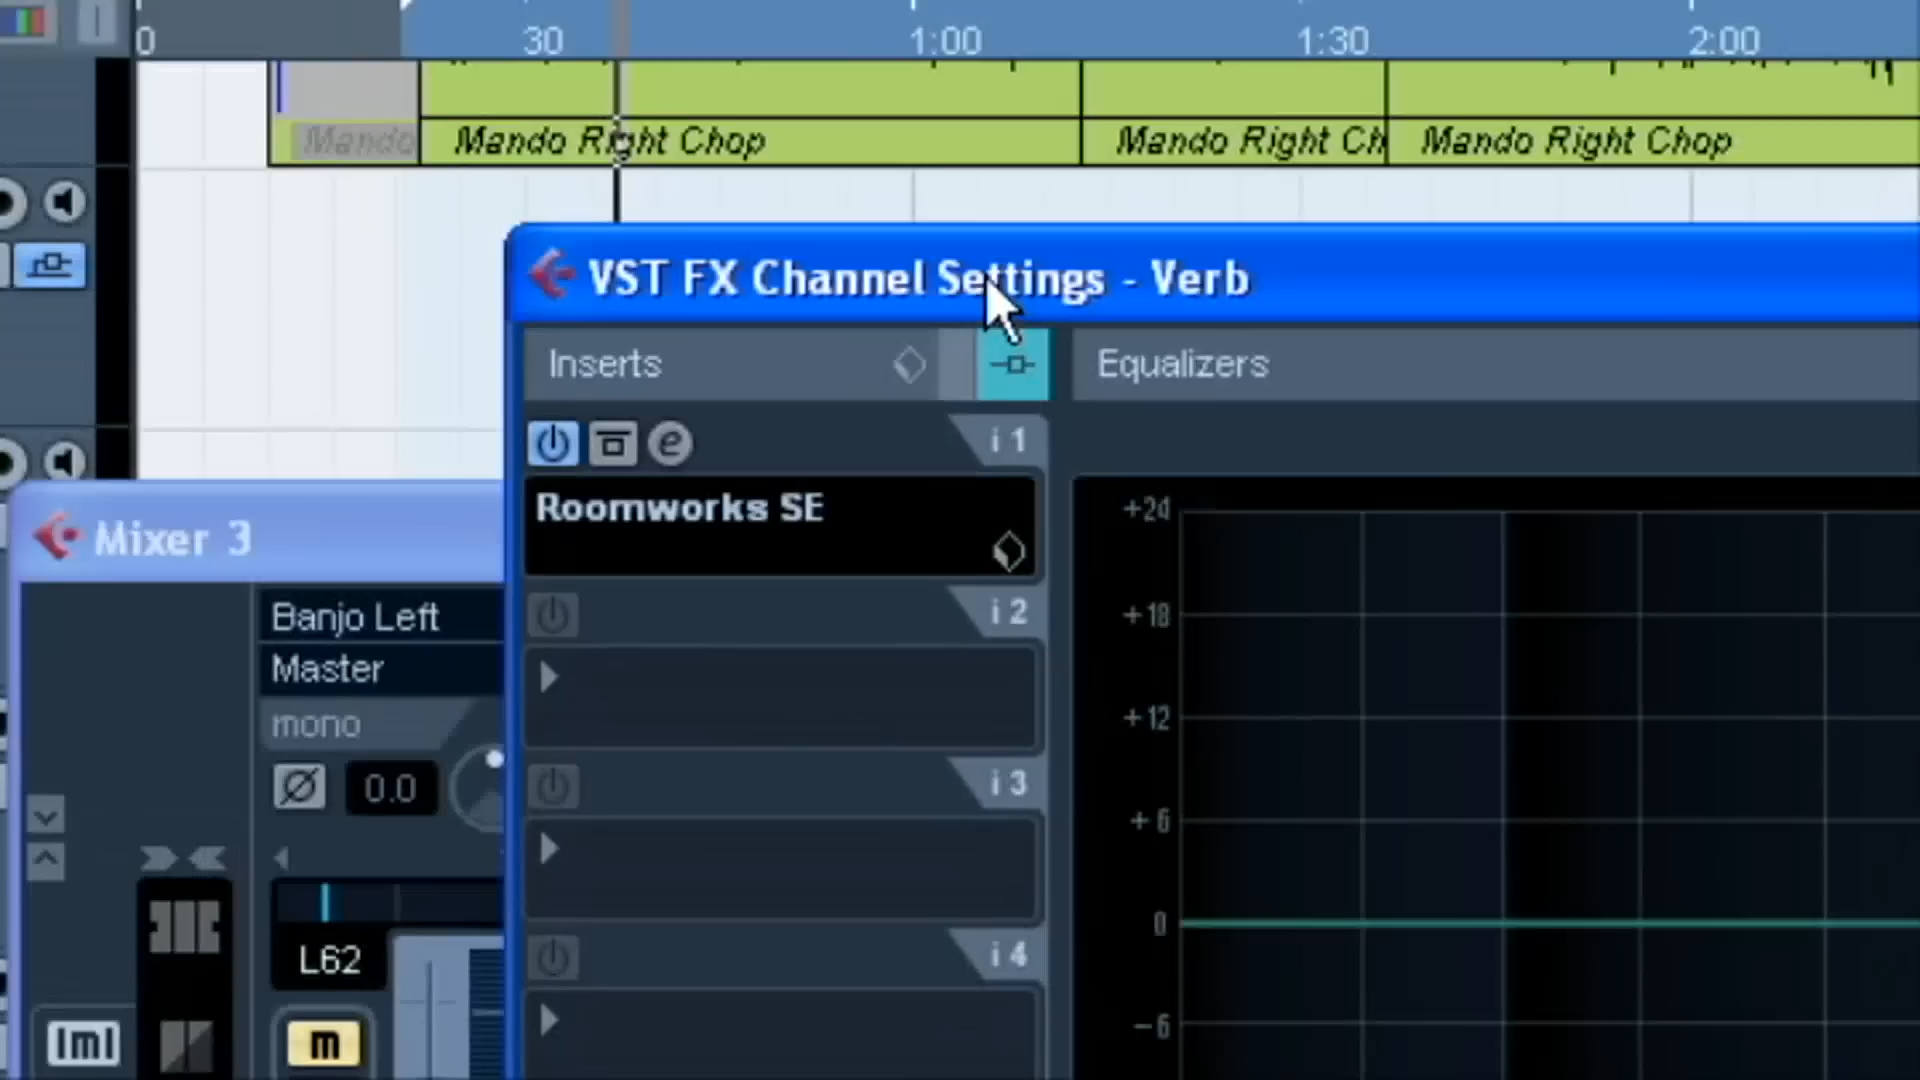 0 30 1:00 1:30 2:00
Mando Mando Right Chop Mando Right Ch Mando Right Chop
VST FX Channel Settings - Verb
Inserts Equalizers
e i 1
Roomworks SE
+24
Mixer 3
Banjo Left
i 2
+18
Master
mono
+12
0.0
i 3
+6
0
L62
i 4
-6
m